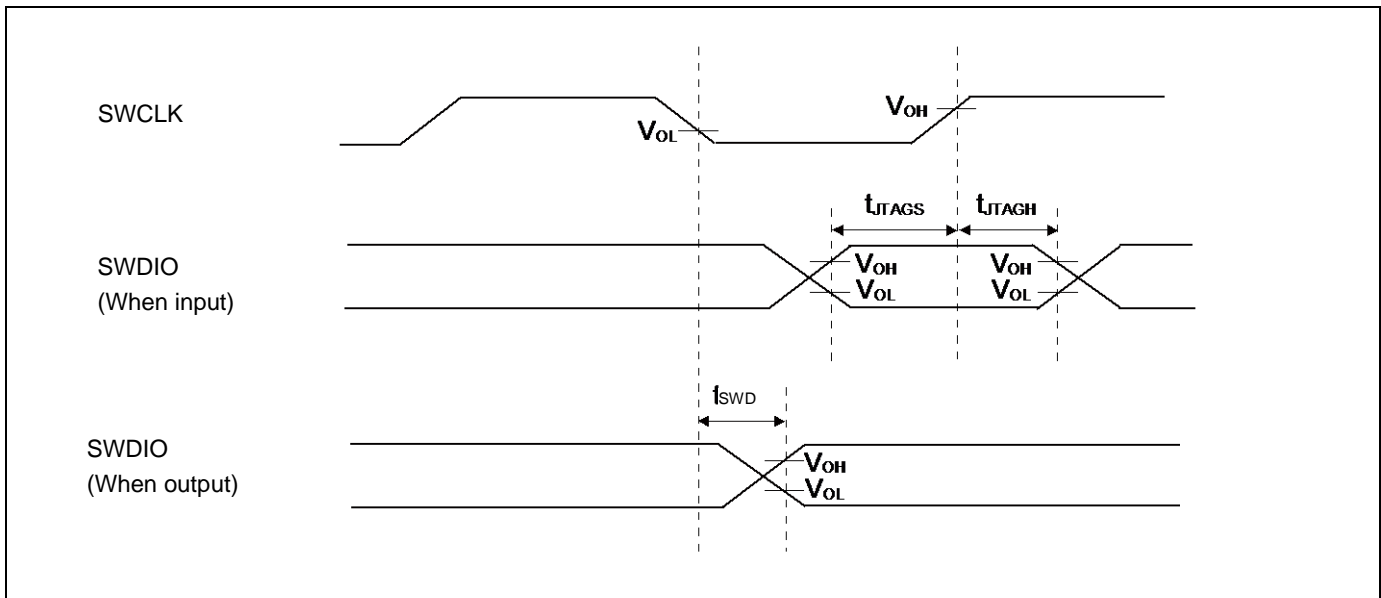 SWCLK
VOL
VOH
tJTAGS
tJTAGH
SWDIO
(When input)
VOH
VOL
VOH
VOL
tSWD
SWDIO
(When output)
VOH
VOL